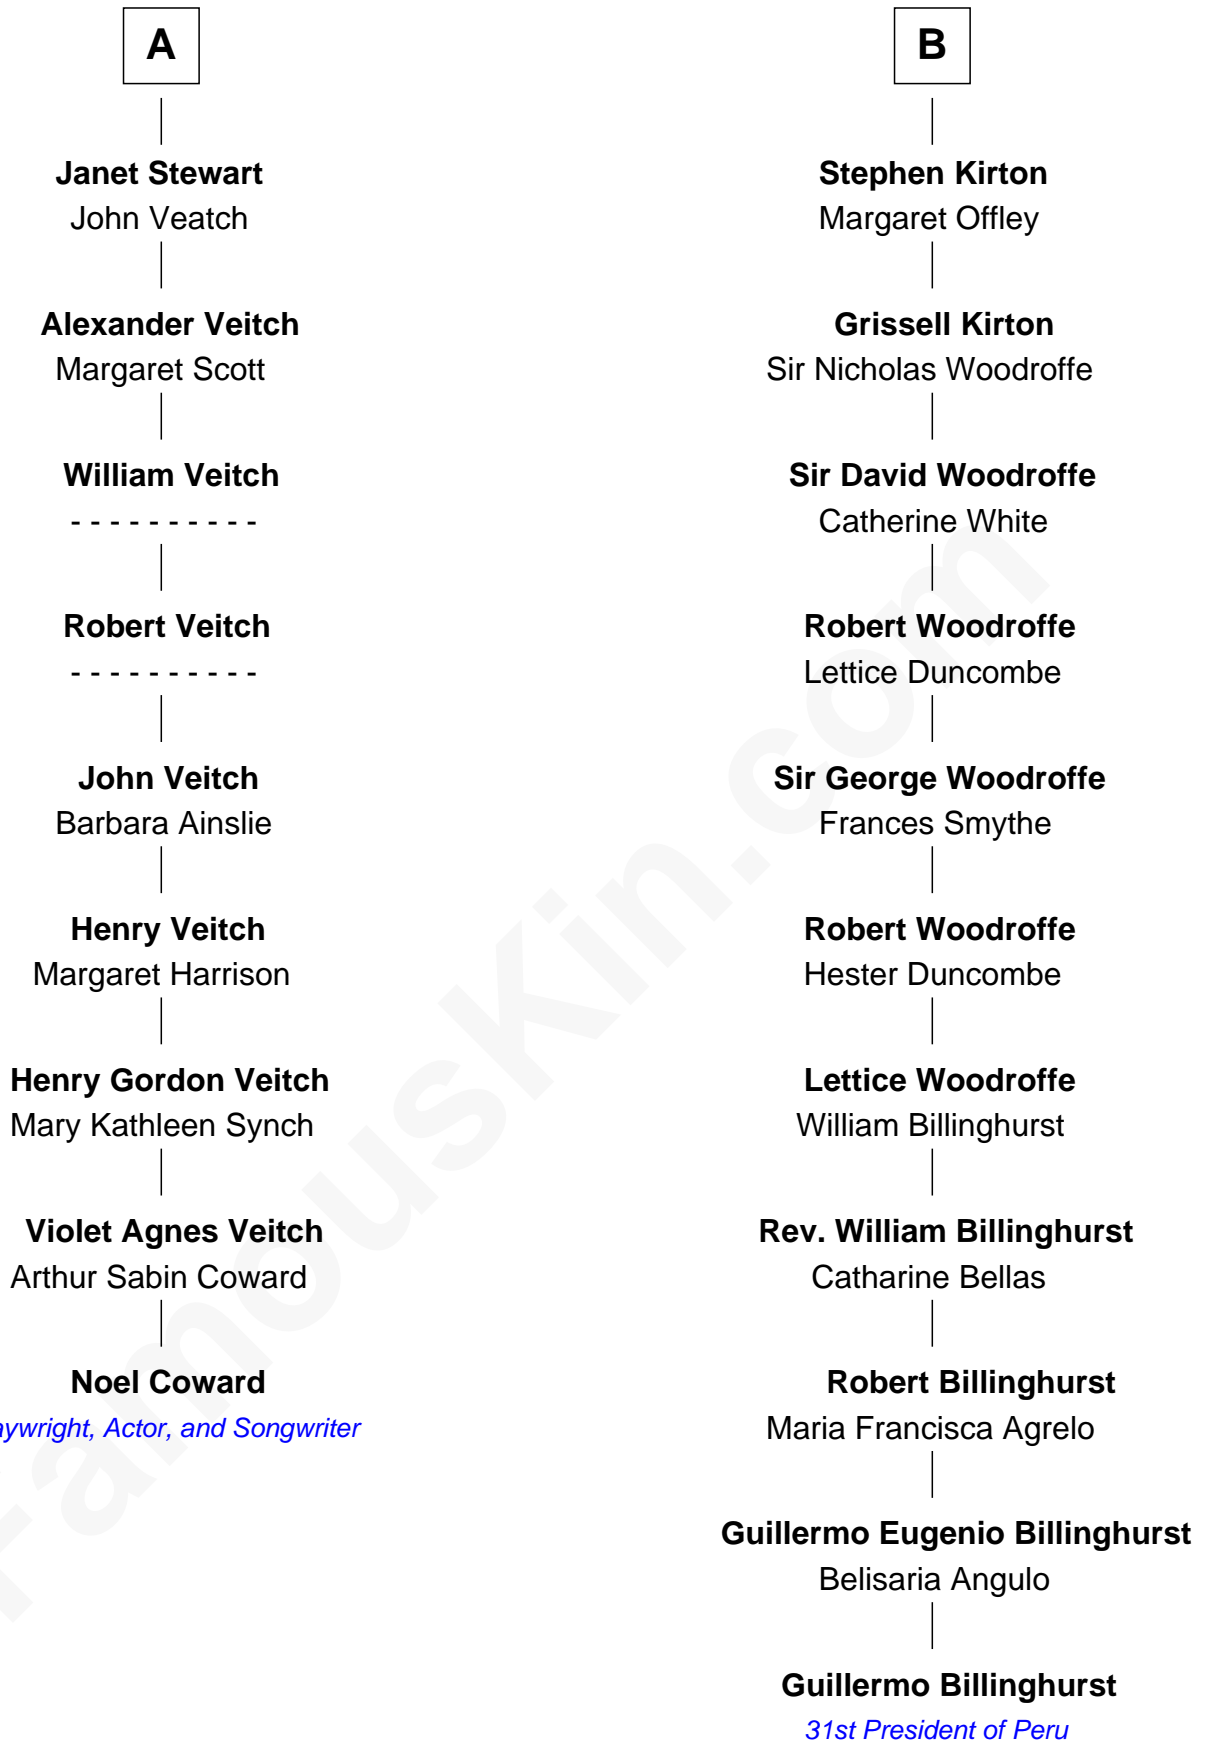 A
Janet Stewart
John Veatch
Alexander Veitch
Margaret Scott
William Veitch
- - - - - - - - - -
Robert Veitch
- - - - - - - - - -
John Veitch
Barbara Ainslie
Henry Veitch
Margaret Harrison
Henry Gordon Veitch
Mary Kathleen Synch
Violet Agnes Veitch
Arthur Sabin Coward
Noel Coward
aywright, Actor, and Songwriter
B
Stephen Kirton
Margaret Offley
Grissell Kirton
Sir Nicholas Woodroffe
Sir David Woodroffe
Catherine White
Robert Woodroffe
Lettice Duncombe
Sir George Woodroffe
Frances Smythe
Robert Woodroffe
Hester Duncombe
Lettice Woodroffe
William Billinghurst
Rev. William Billinghurst
Catharine Bellas
Robert Billinghurst
Maria Francisca Agrelo
Guillermo Eugenio Billinghurst
Belisaria Angulo
Guillermo Billinghurst
31st President of Peru
FamousKin.com